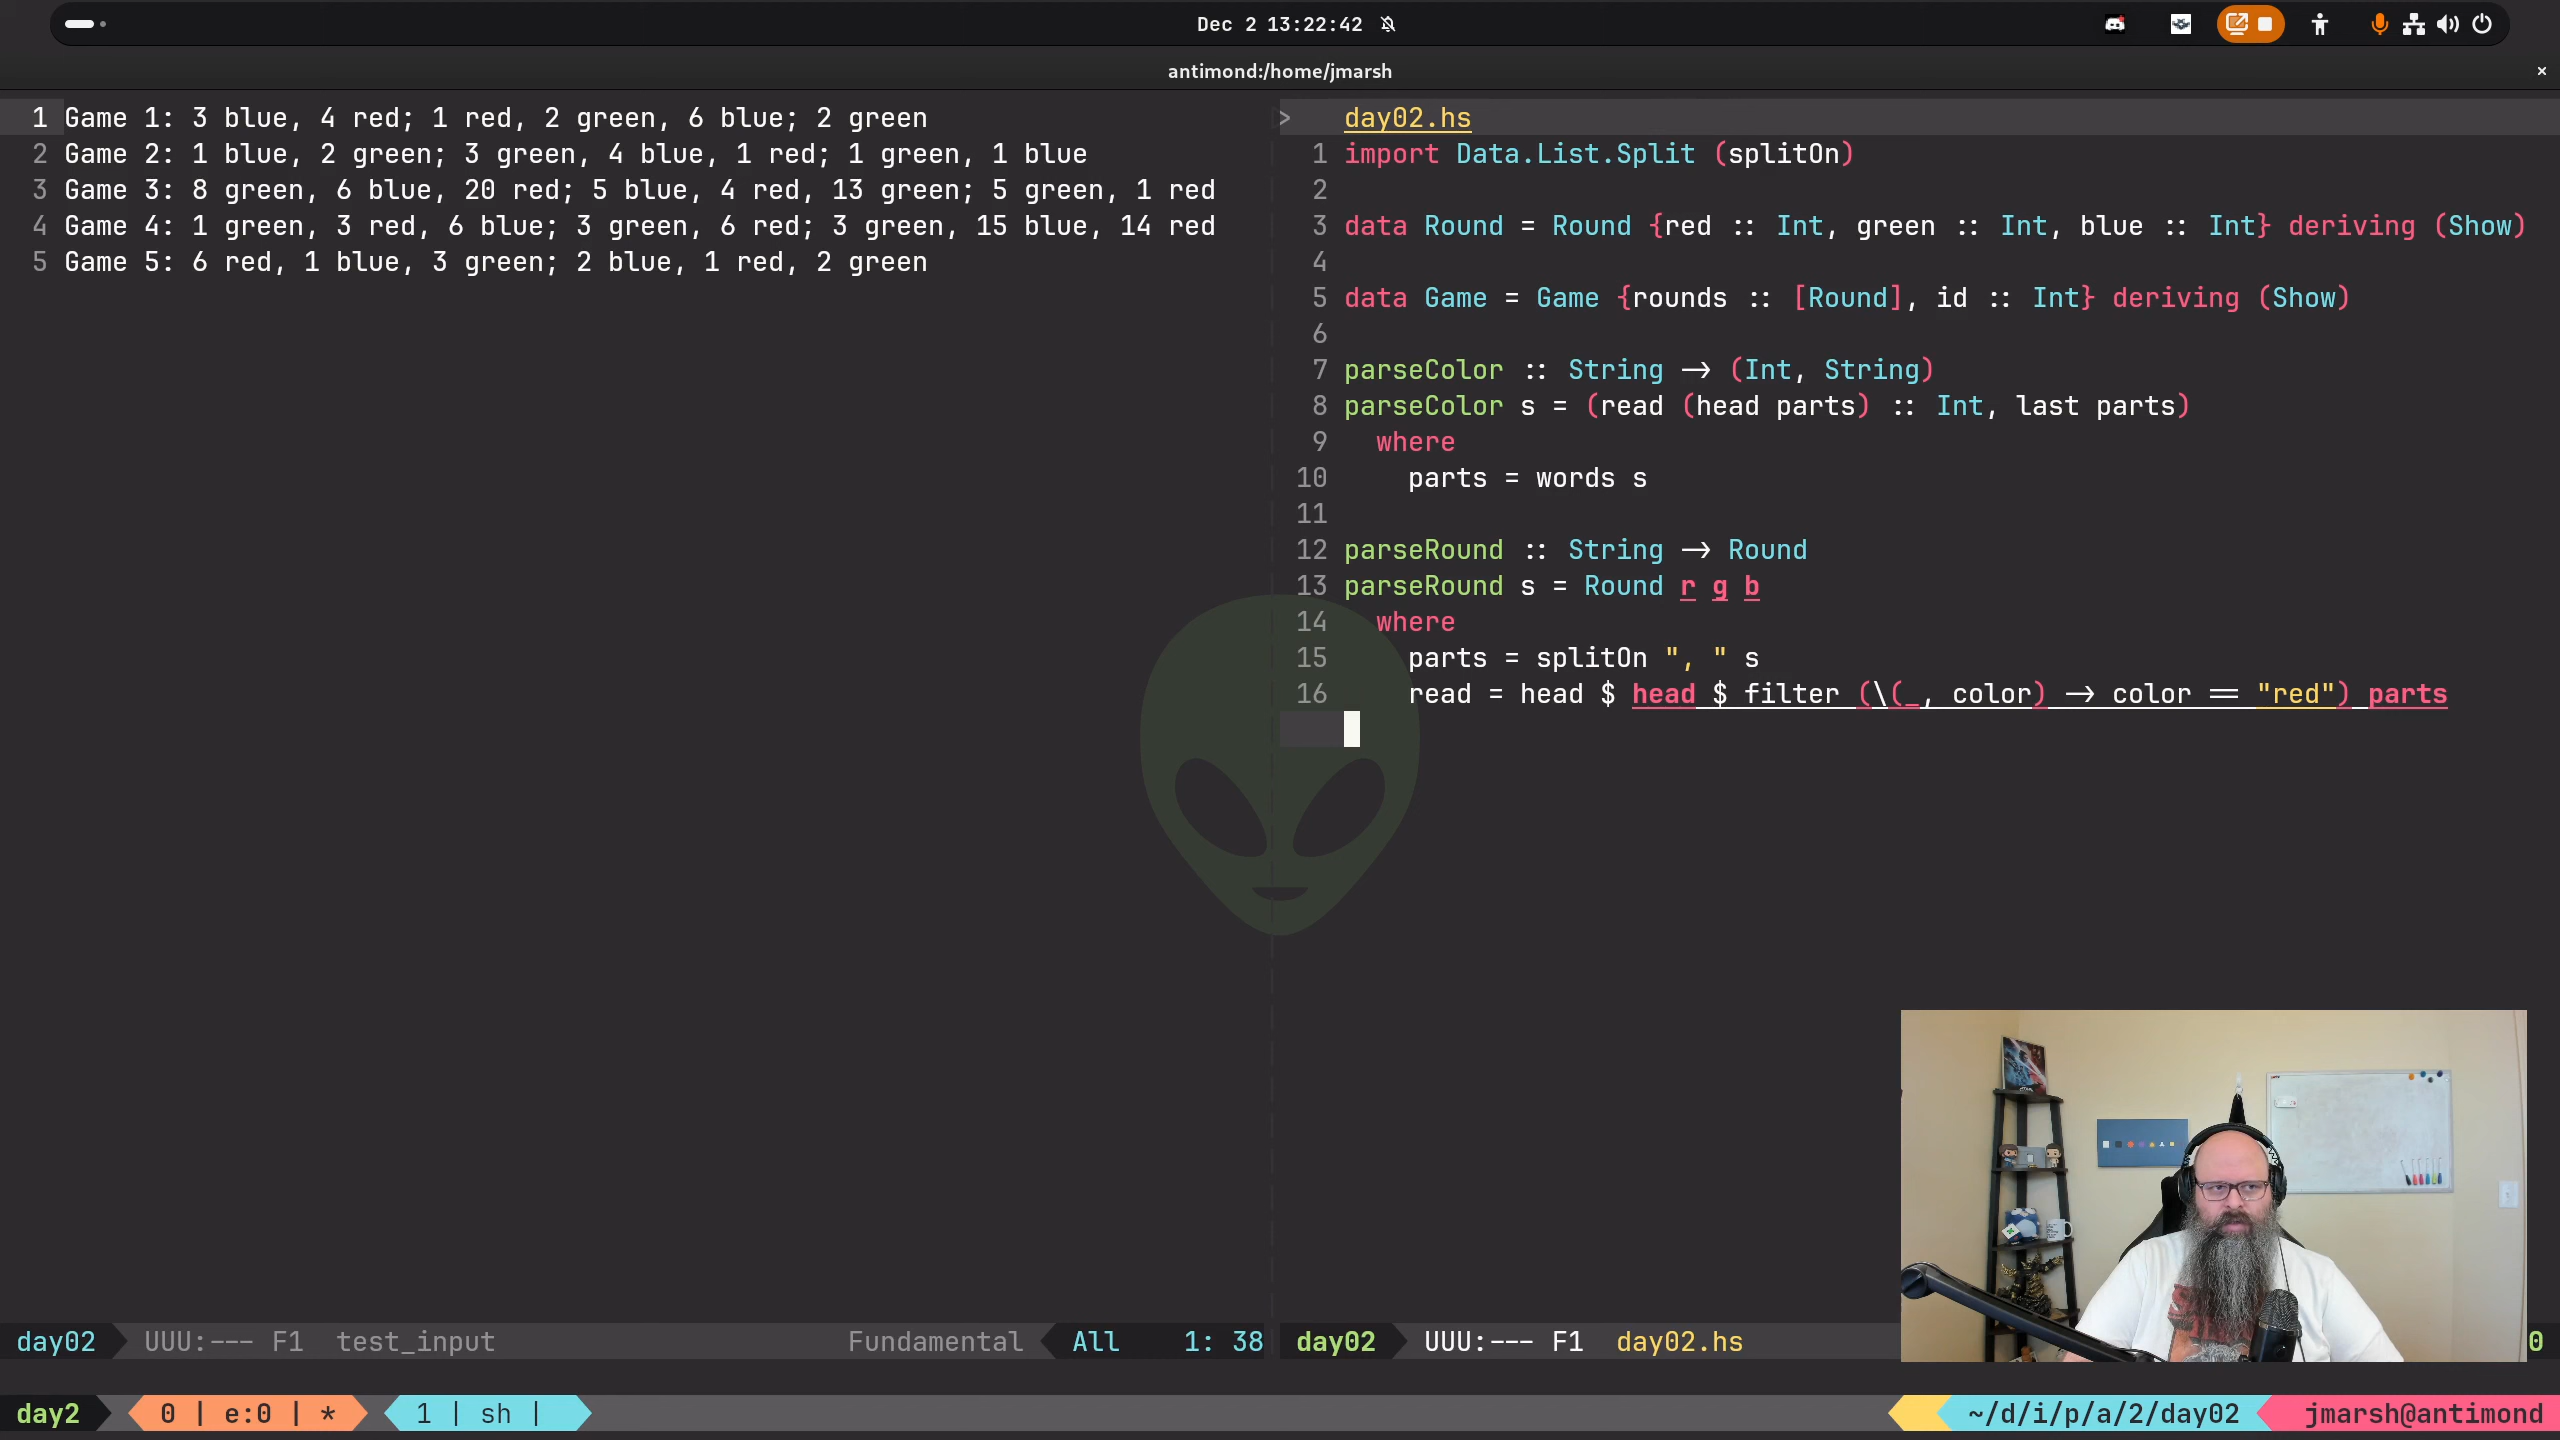 Dec 2 13:22:42
antimond:/home/jmarsh
1 Game 1: 3 blue, 4 red; 1 red, 2 green, 6 blue; 2 green
2 Game 2: 1 blue, 2 green; 3 green, 4 blue, 1 red; 1 green, 1 blue
3 Game 3: 8 green, 6 blue, 20 red; 5 blue, 4 red, 13 green; 5 green, 1 red
4 Game 4: 1 green, 3 red, 6 blue; 3 green, 6 red; 3 green, 15 blue, 14 red
5 Game 5: 6 red, 1 blue, 3 green; 2 blue, 1 red, 2 green
> day02.hs
1 import Data.List.Split (splitOn)
2
3 data Round = Round {red :: Int, green :: Int, blue :: Int} deriving (Show)
4
5 data Game = Game {rounds :: [Round], id :: Int} deriving (Show)
6
7 parseColor :: String -> (Int, String)
8 parseColor s = (read (head parts) :: Int, last parts)
9 where
10 parts = words s
11
12 parseRound :: String -> Round
13 parseRound s = Round r g b
14 where
15 parts = splitOn ", " s
16 read = head $ head $ filter (\(_, color) -> color == "red") parts
day02 UUU:--- F1 test_input Fundamental All 1: 38
day02 UUU:--- F1 day02.hs 0
day2 0 | e:0 | * 1 | sh | ~/d/i/p/a/2/day02 jmarsh@antimond